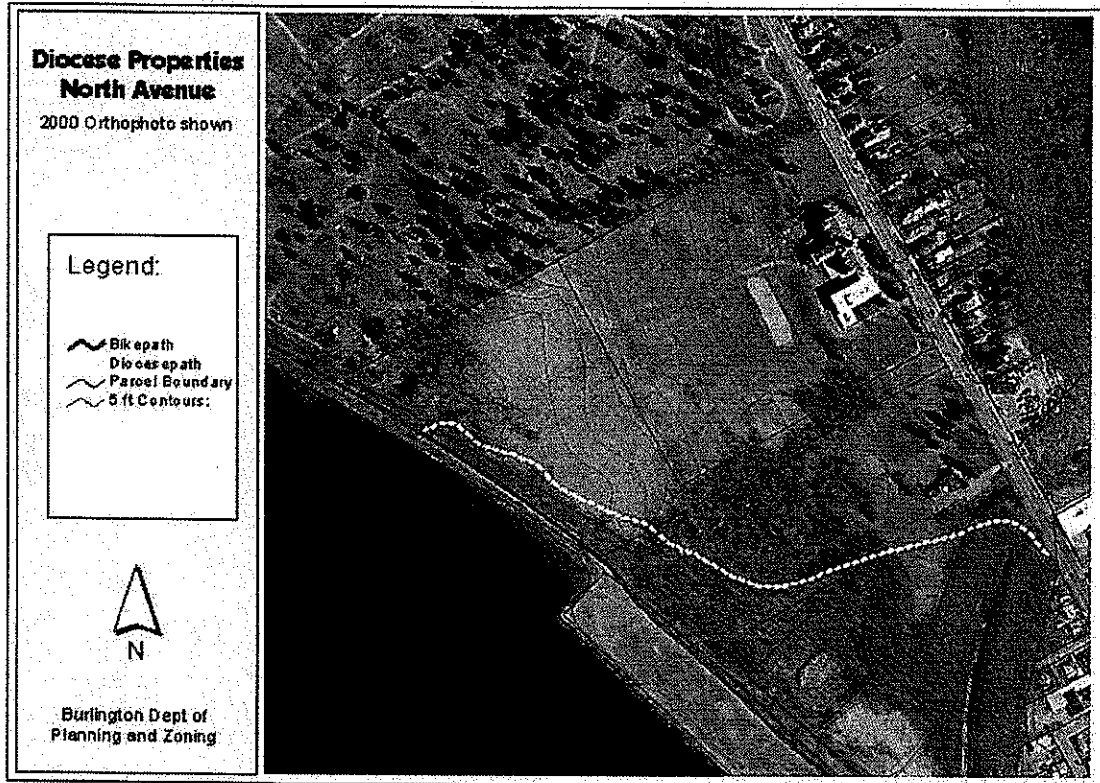 Diocese Properties
North Avenue
2000 Orthophoto shown
Legend:
Bikepath
Diocesepath
Parcel Boundary
5 ft Contours:
N
Burlington Dept of
Planning and Zoning